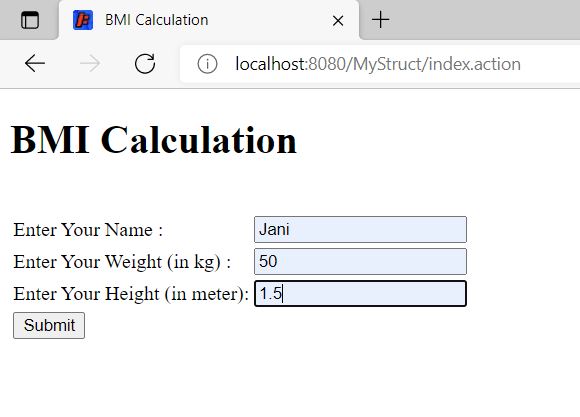 BMI Calculation
localhost:8080/MyStruct/index.action
BMI Calculation
Enter Your Name : Jani
Enter Your Weight (in kg) : 50
Enter Your Height (in meter): 1.5
Submit